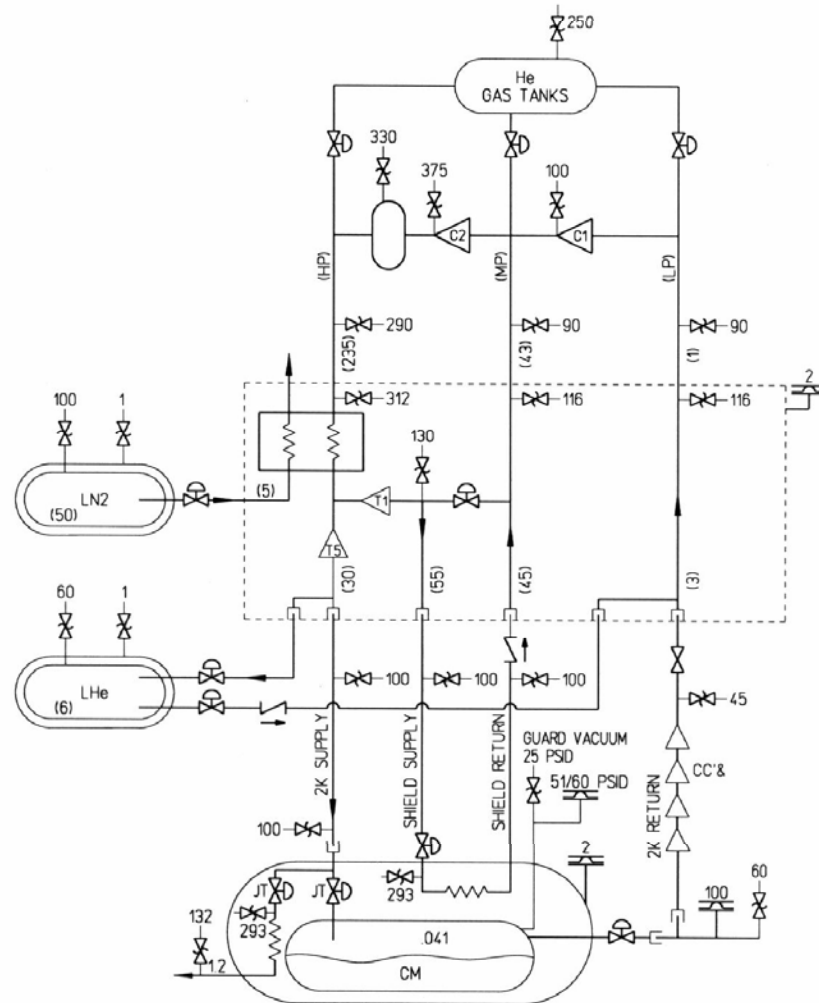 250
He
GAS TANKS
330
375
100
C2
C1
(HP)
(MP)
(LP)
290
90
90
(235)
(43)
(1)
2
312
116
116
100
1
130
LN2
(50)
(5)
T1
T5
(30)
(55)
(45)
(3)
60
1
LHe
(6)
100
100
100
45
2K SUPPLY
SHIELD SUPPLY
SHIELD RETURN
GUARD VACUUM
25 PSID
51/60 PSID
CC'&
2K RETURN
100
2
60
100
JT
JT
293
293
132
1.2
.041
CM